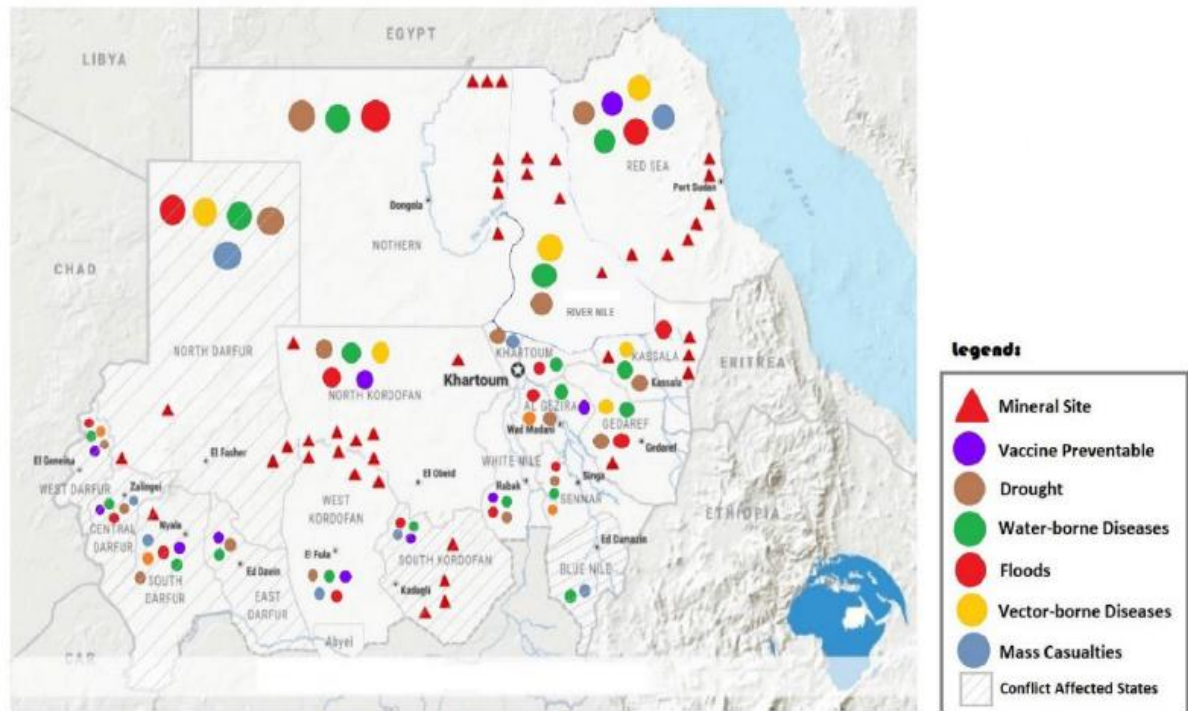 EGYPT
LIBYA
RED SEA
Port Sudan
Red Sea
Dongola
NOTHERN
CHAD
RIVER NILE
NORTH DARFUR
KHARTOUM
KASSALA
ERITREA
Khartoum
Kassala
NORTH KORDOFAN
AL GEZIRA
GEDAREF
Wad Madani
Gedaref
El Geneina
El Fasher
WHITE NILE
WEST DARFUR
Zalingei
El Obeid
Rabak
Singa
SENNAR
WEST
KORDOFAN
ETHIOPIA
CENTRAL
DARFUR
Nyala
El Fula
SOUTH KORDOFAN
Ed Damazin
BLUE NILE
SOUTH
DARFUR
Ed Daein
EAST
DARFUR
Kadugli
Abyei
CAR
Legends
Mineral Site
Vaccine Preventable
Drought
Water-borne Diseases
Floods
Vector-borne Diseases
Mass Casualties
Conflict Affected States